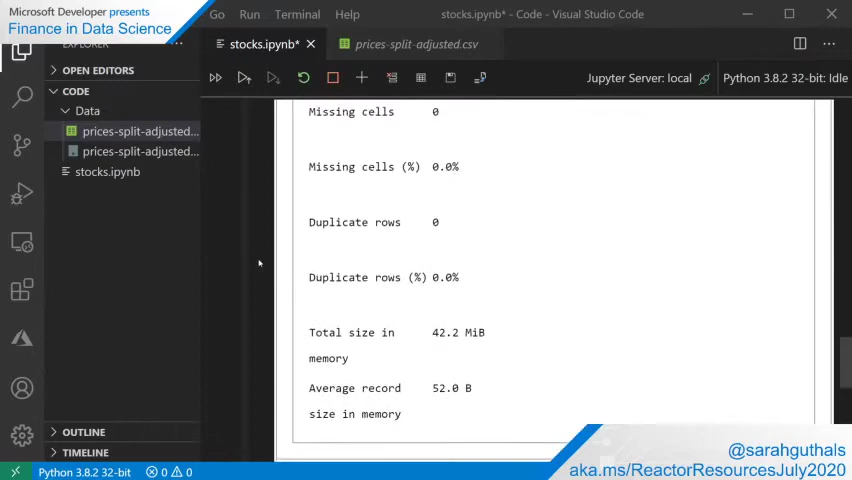 Microsoft Developer presents
Finance in Data Science
Go Run Terminal Help
stocks.ipynb* - Code - Visual Studio Code
EXPLORER
stocks.ipynb*
prices-split-adjusted.csv
OPEN EDITORS
Jupyter Server: local
Python 3.8.2 32-bit: Idle
CODE
Data
prices-split-adjusted...
prices-split-adjusted...
stocks.ipynb
Missing cells 0
Missing cells (%) 0.0%
Duplicate rows 0
Duplicate rows (%) 0.0%
Total size in memory 42.2 MiB
Average record size in memory 52.0 B
OUTLINE
TIMELINE
Python 3.8.2 32-bit
0 0
@sarahguthals
aka.ms/ReactorResourcesJuly2020